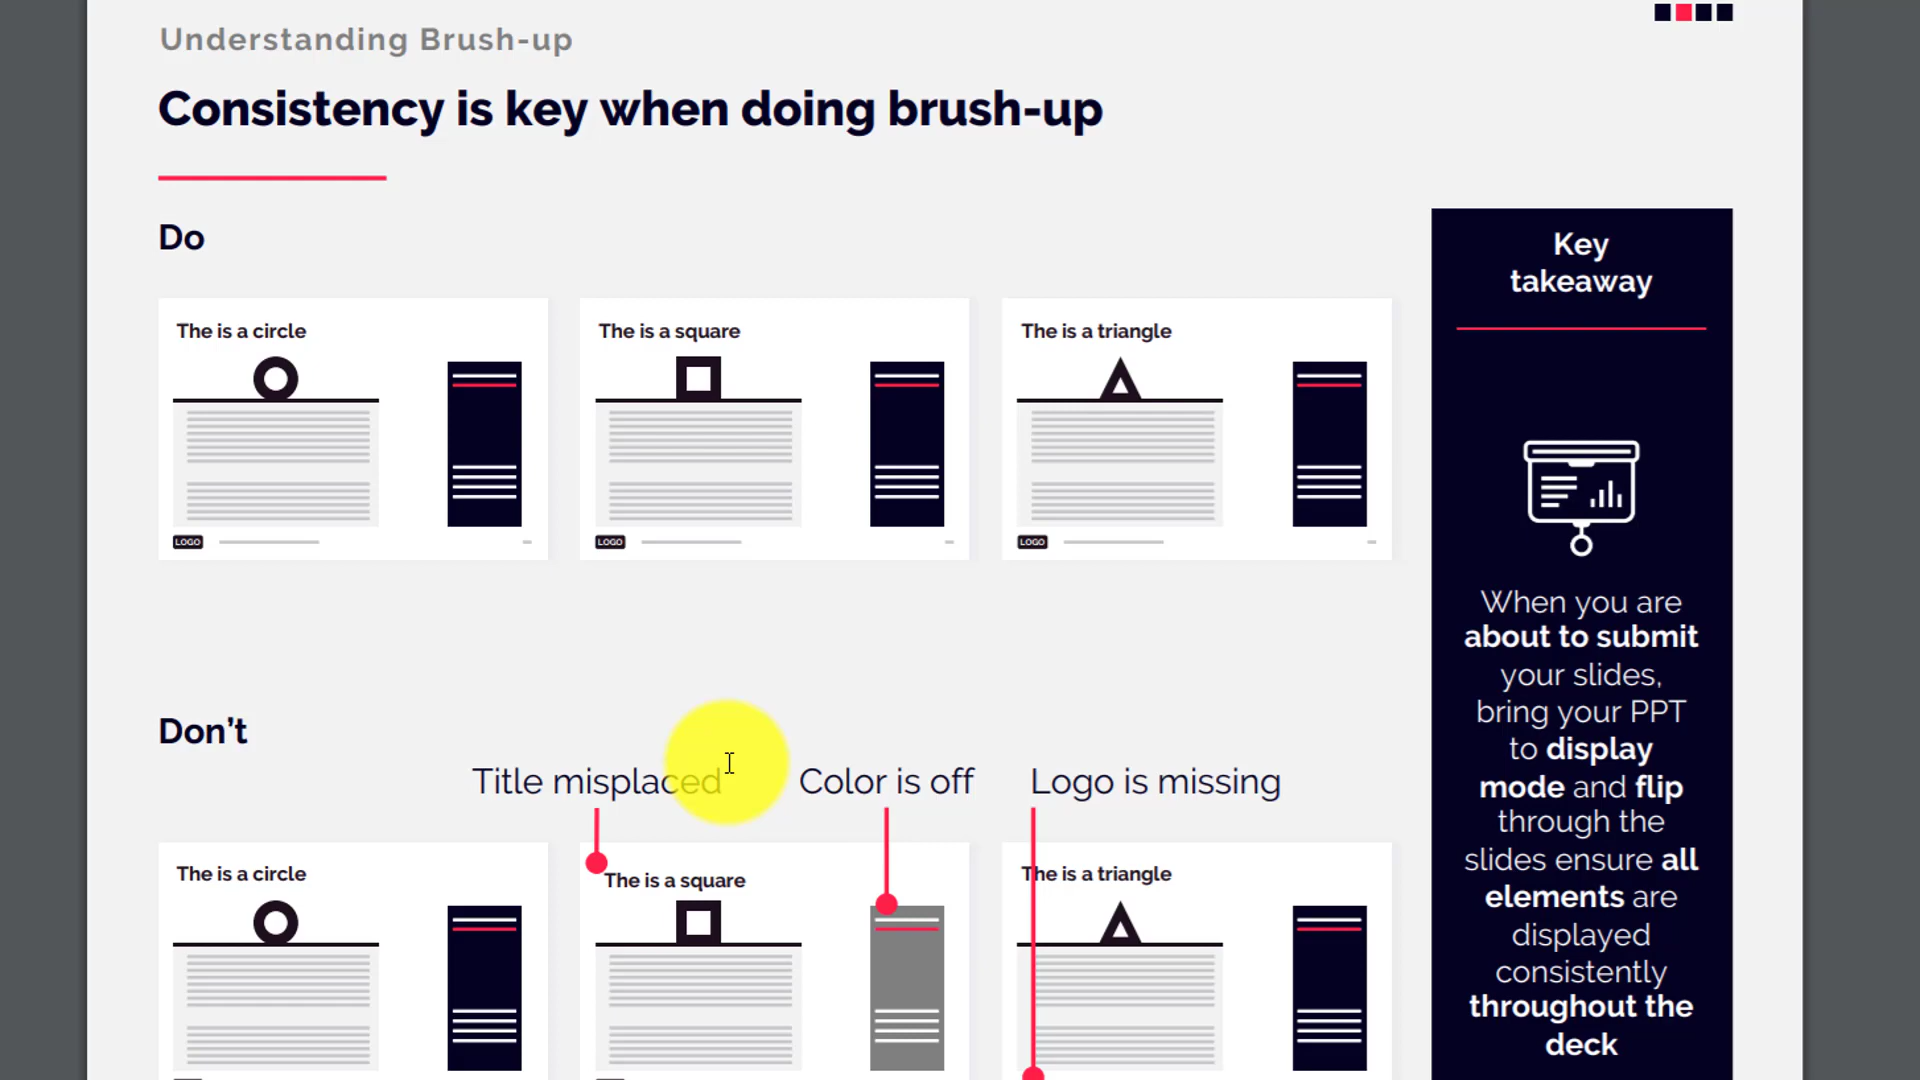 Understanding Brush-up
Consistency is key when doing brush-up
Do
The is a circle
LOGO
The is a square
LOGO
The is a triangle
LOGO
Don't
Title misplaced
Color is off
Logo is missing
The is a circle
The is a square
The is a triangle
Key
takeaway
When you are
about to submit
your slides,
bring your PPT
to display
mode and flip
through the
slides ensure all
elements are
displayed
consistently
throughout the
deck